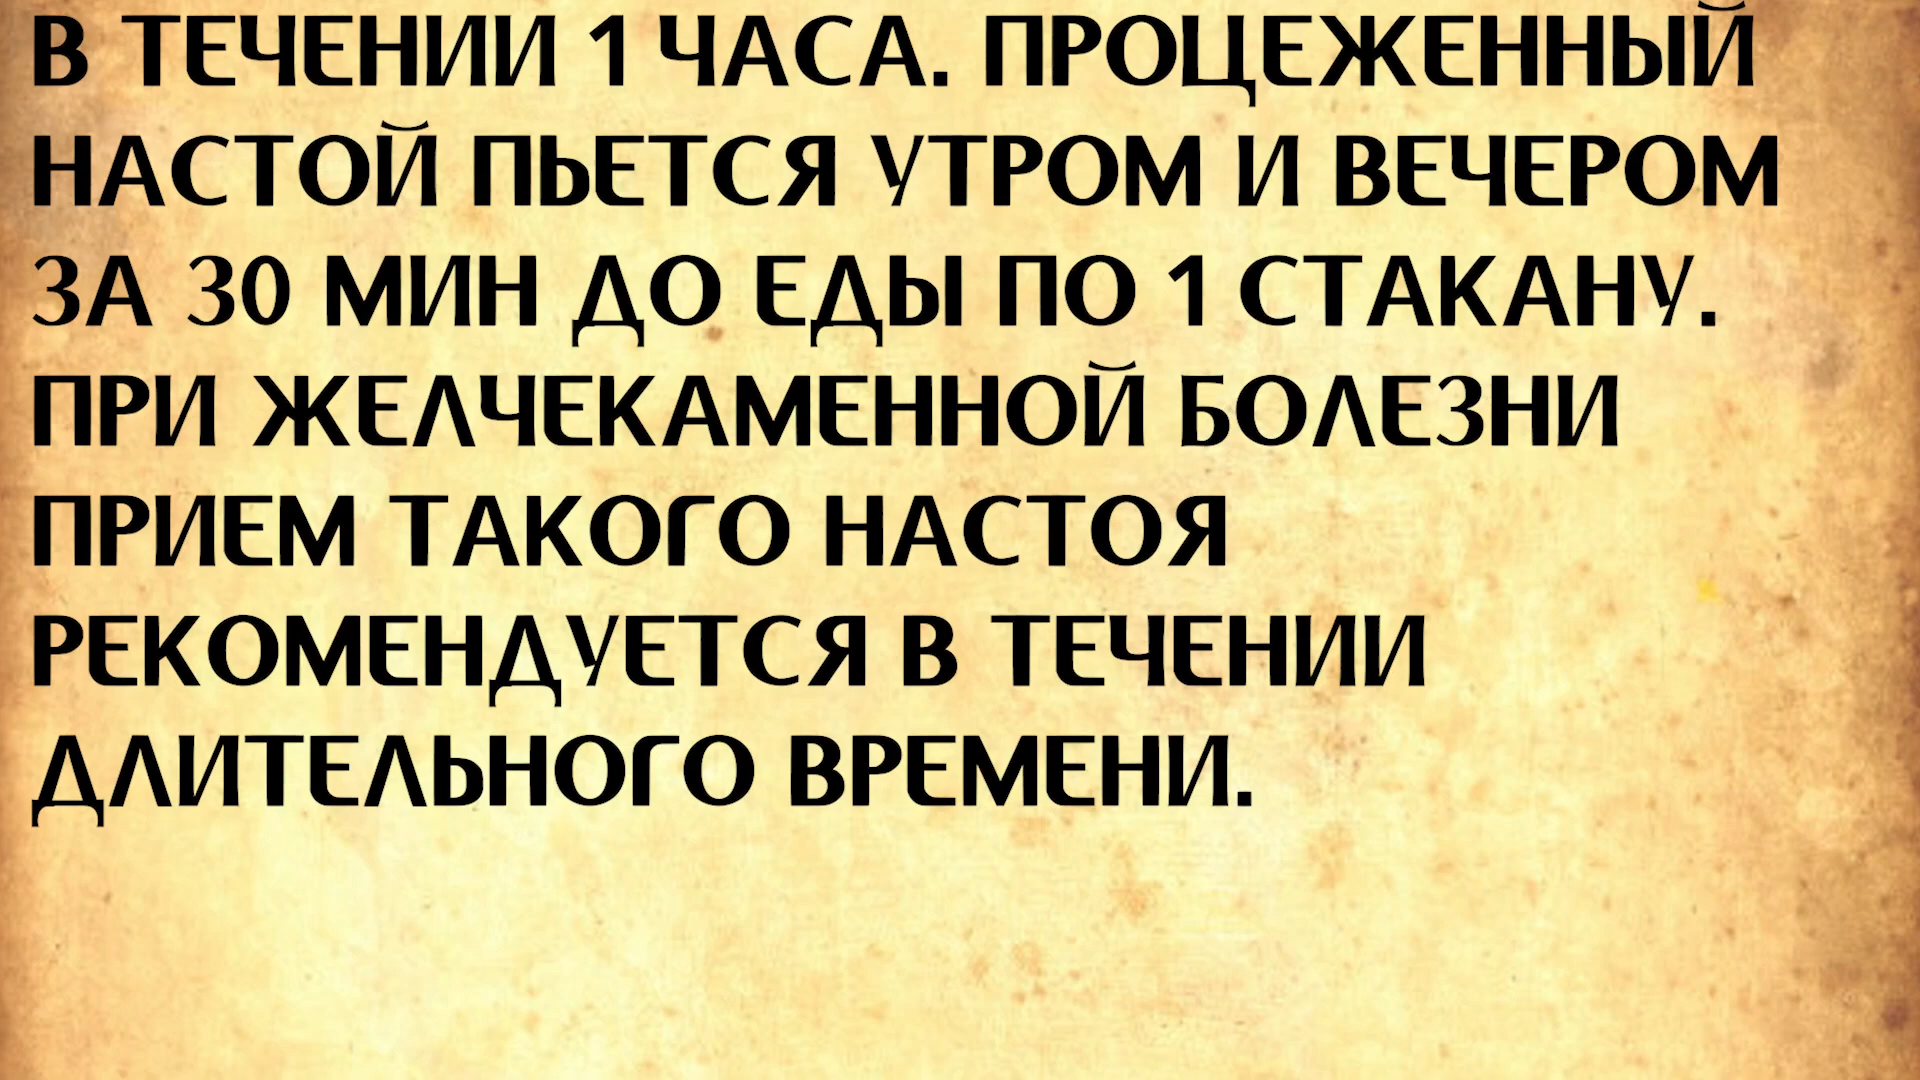 В ТЕЧЕНИИ 1 ЧАСА. ПРОЦЕЖЕННЫЙ
НАСТОЙ ПЬЕТСЯ УТРОМ И ВЕЧЕРОМ
ЗА 30 МИН ДО ЕДЫ ПО 1 СТАКАНУ.
ПРИ ЖЕЛЧЕКАМЕННОЙ БОЛЕЗНИ
ПРИЕМ ТАКОГО НАСТОЯ
РЕКОМЕНДУЕТСЯ В ТЕЧЕНИИ
ДЛИТЕЛЬНОГО ВРЕМЕНИ.